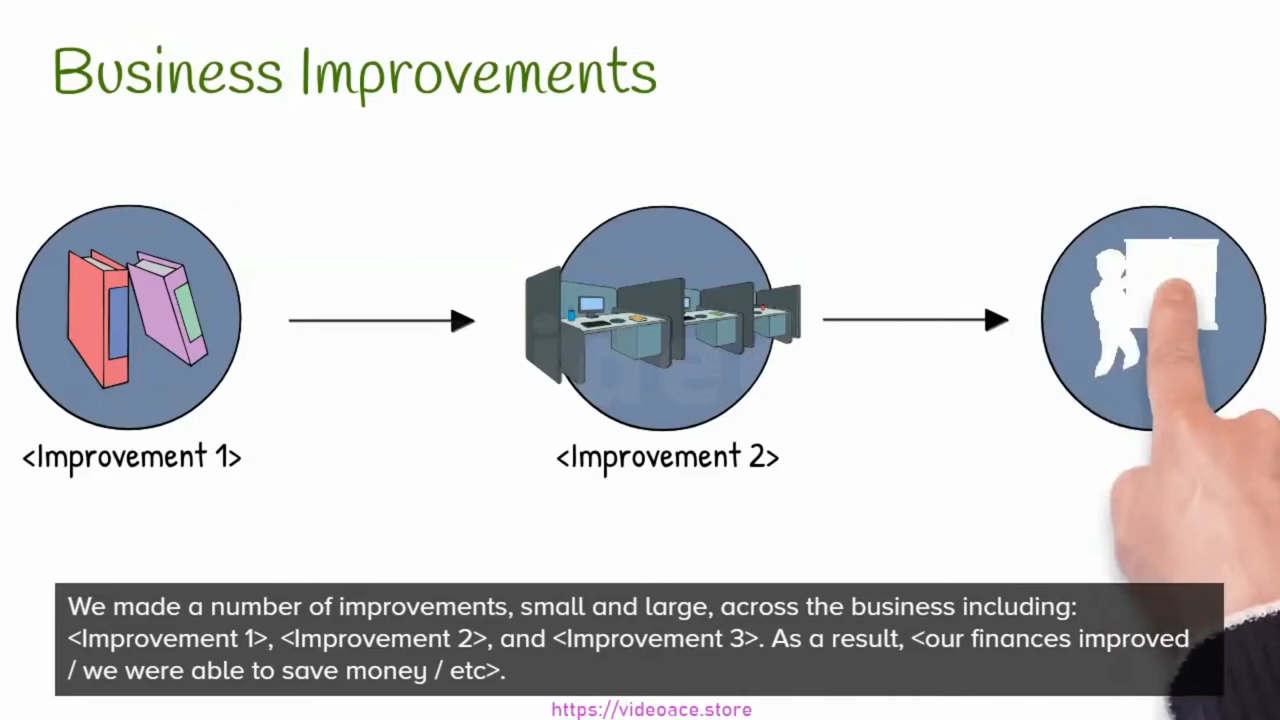 Business Improvements
<Improvement 1>
<Improvement 2>
We made a number of improvements, small and large, across the business including:
<Improvement 1>, <Improvement 2>, and <Improvement 3>. As a result, <our finances improved
/ we were able to save money / etc>.
https://videoace.store